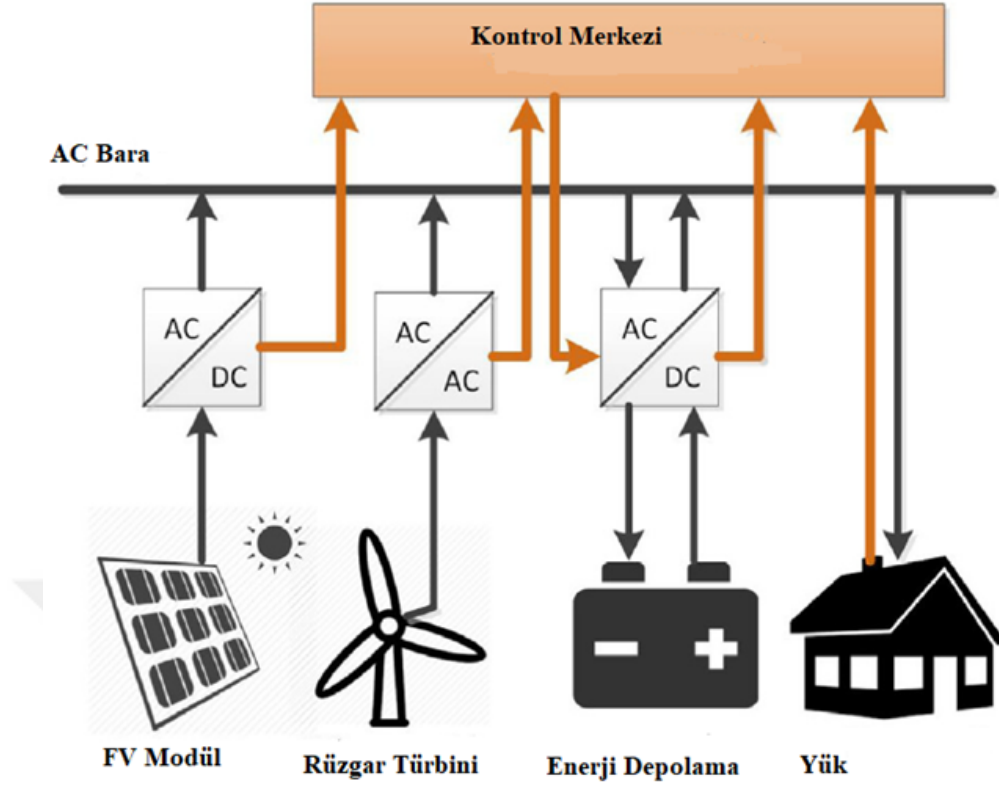 Kontrol Merkezi
AC Bara
AC
DC
AC
AC
AC
DC
FV Modül
Rüzgar Türbini
Enerji Depolama
Yük